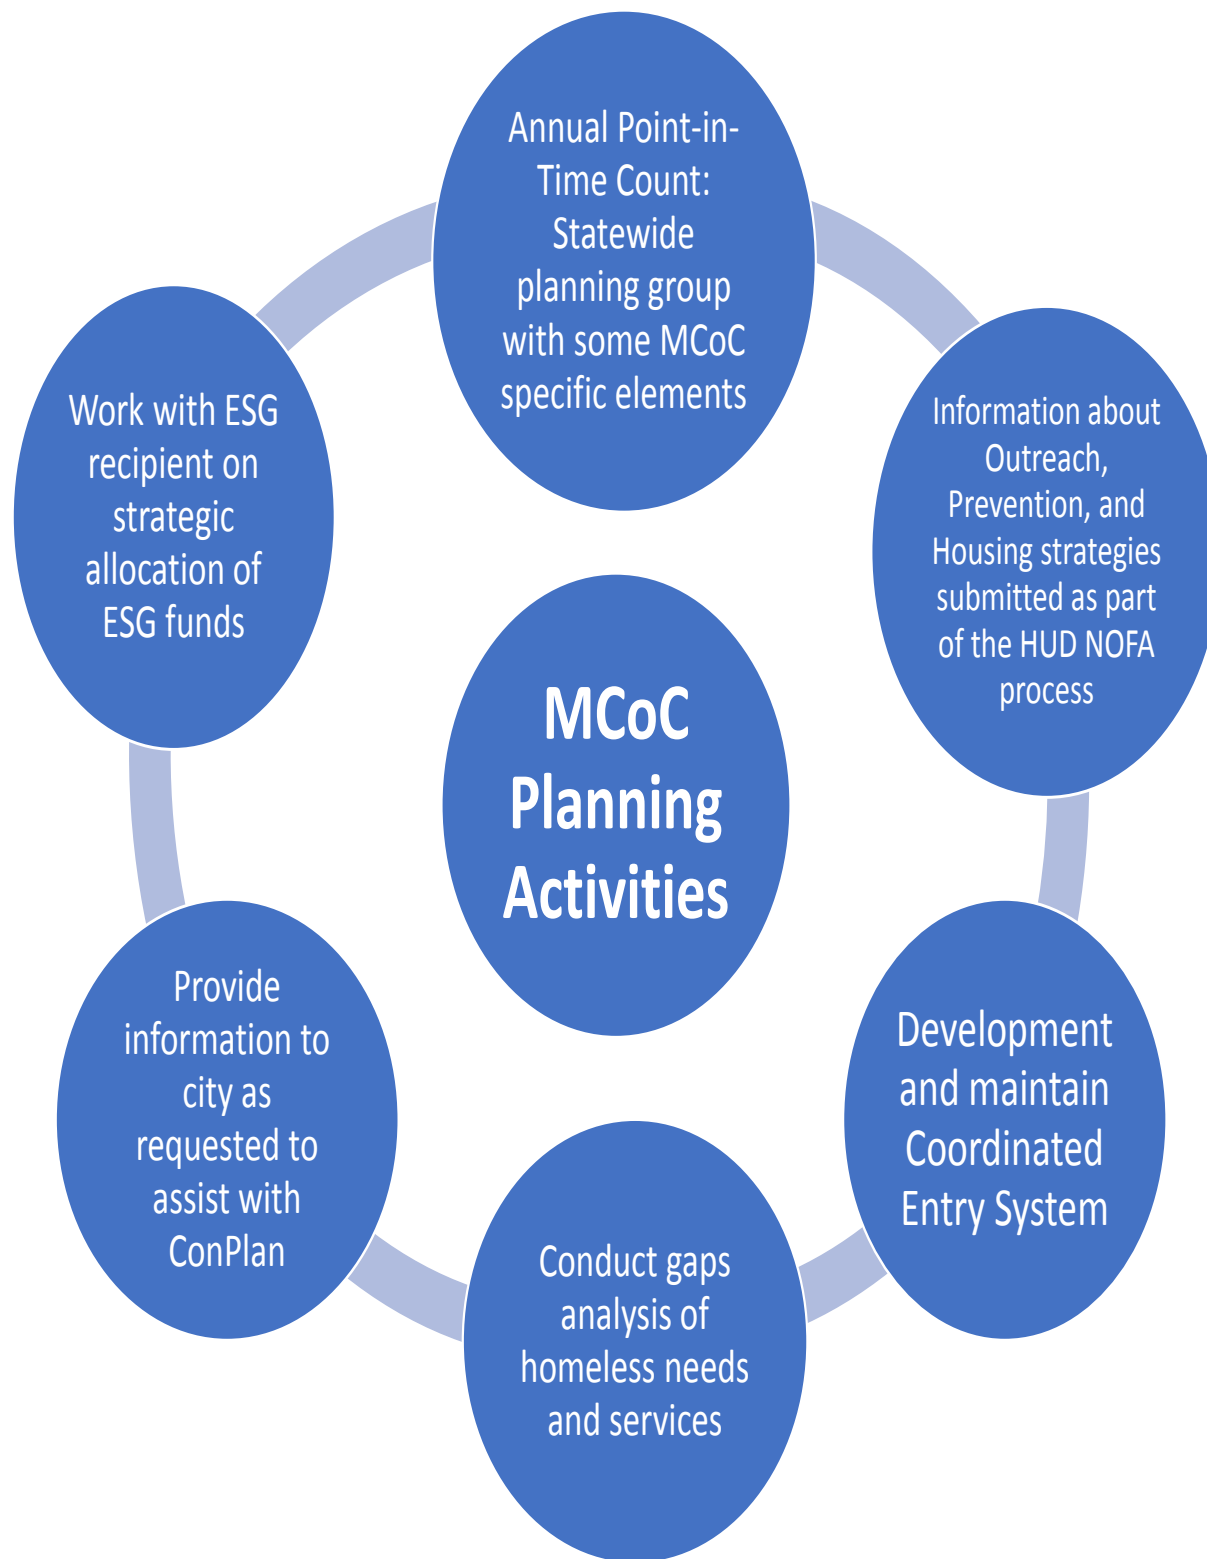 Annual Point-in-
Time Count:
Statewide
planning group
with some MCoC
specific elements
Information about
Outreach,
Prevention, and
Housing strategies
submitted as part
of the HUD NOFA
process
Development
and maintain
Coordinated
Entry System
Conduct gaps
analysis of
homeless needs
and services
Provide
information to
city as
requested to
assist with
ConPlan
Work with ESG
recipient on
strategic
allocation of
ESG funds
MCoC
Planning
Activities